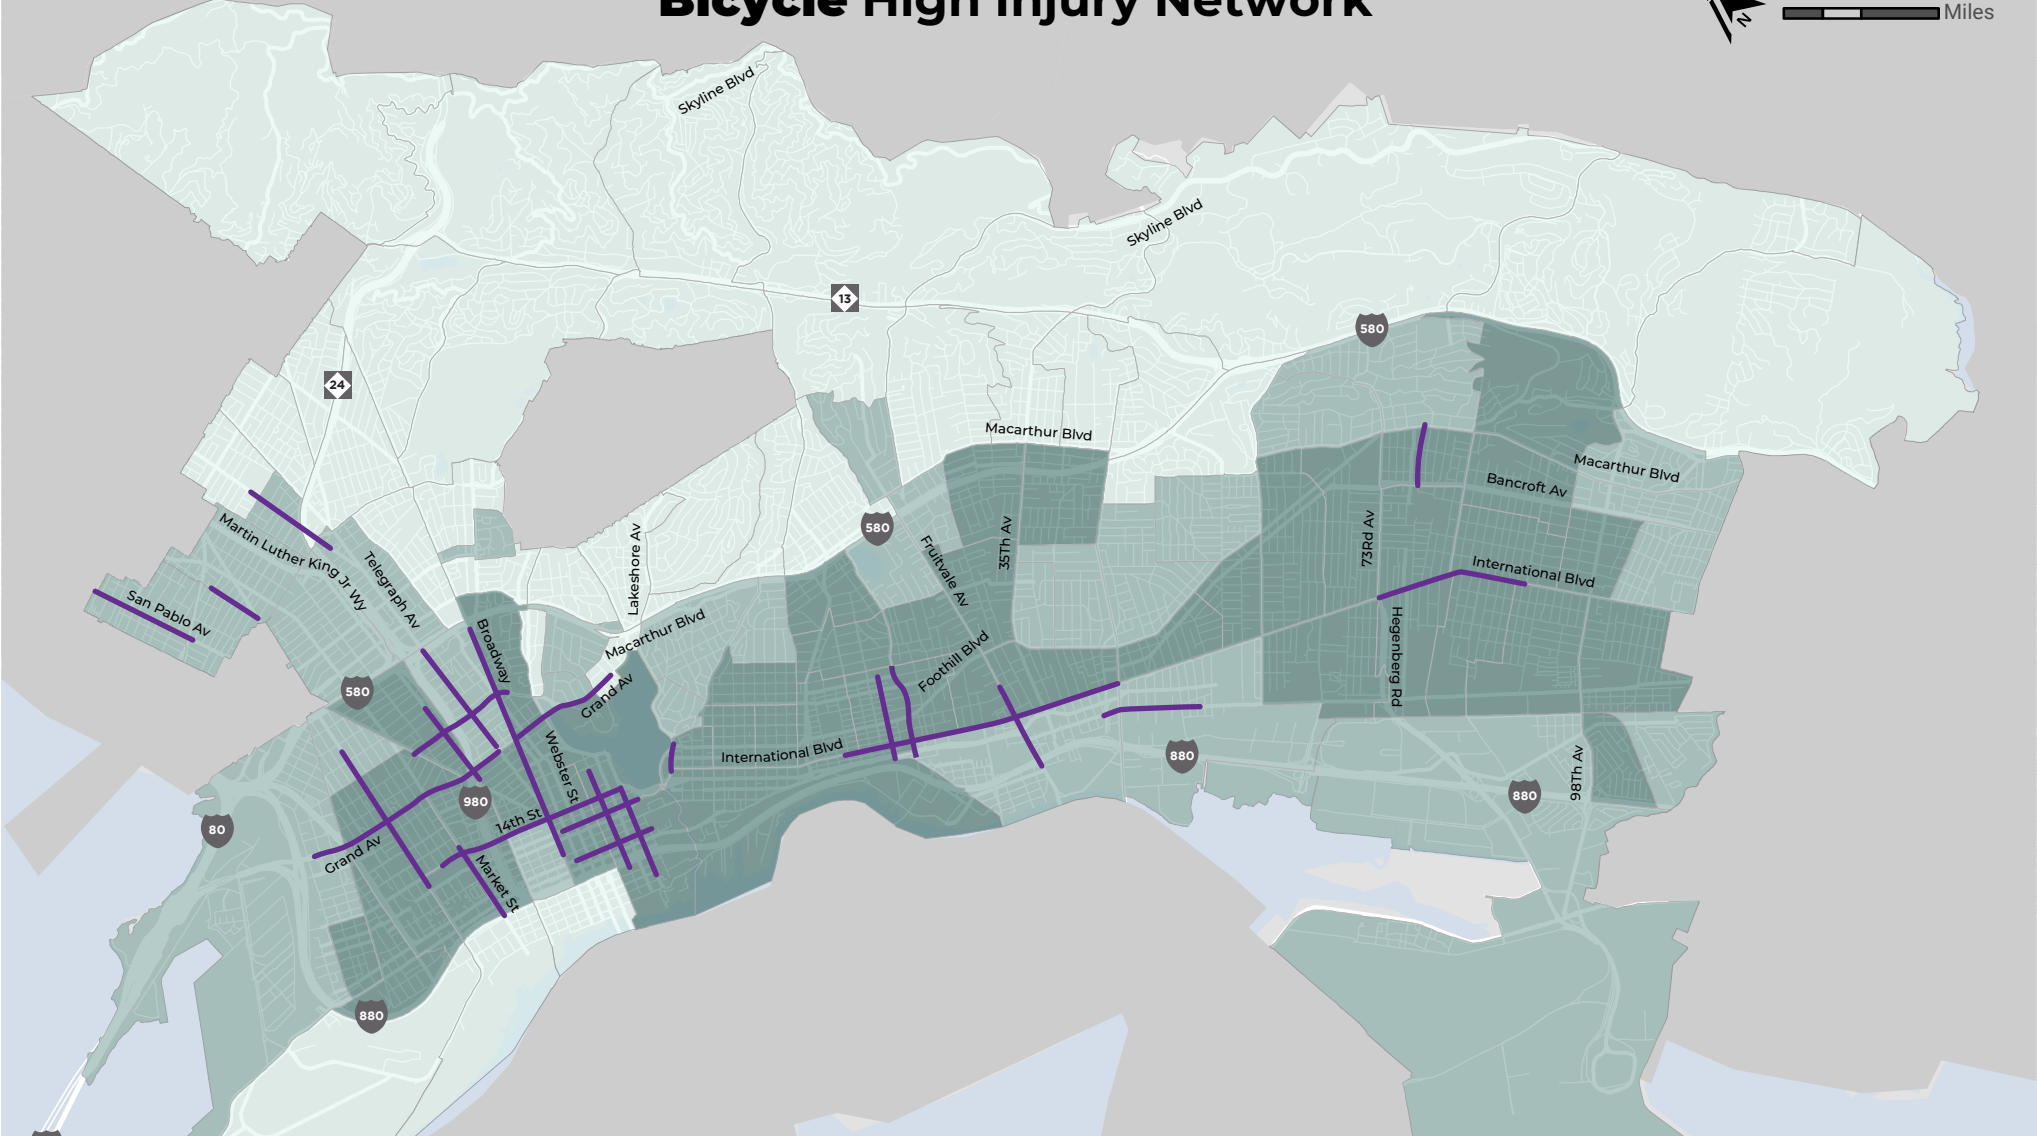 Bicycle High Injury Network
N
Miles
Skyline Blvd
Skyline Blvd
13
580
24
Macarthur Blvd
Macarthur Blvd
Bancroft Av
580
Martin Luther King Jr Wy
Telegraph Av
Lakeshore Av
Fruitvale Av
35Th Av
73Rd Av
International Blvd
San Pablo Av
Broadway
Macarthur Blvd
Foothill Blvd
Hegenberg Rd
580
Grand Av
Webster St
International Blvd
880
98Th Av
880
980
80
14th St
Grand Av
Market St
880